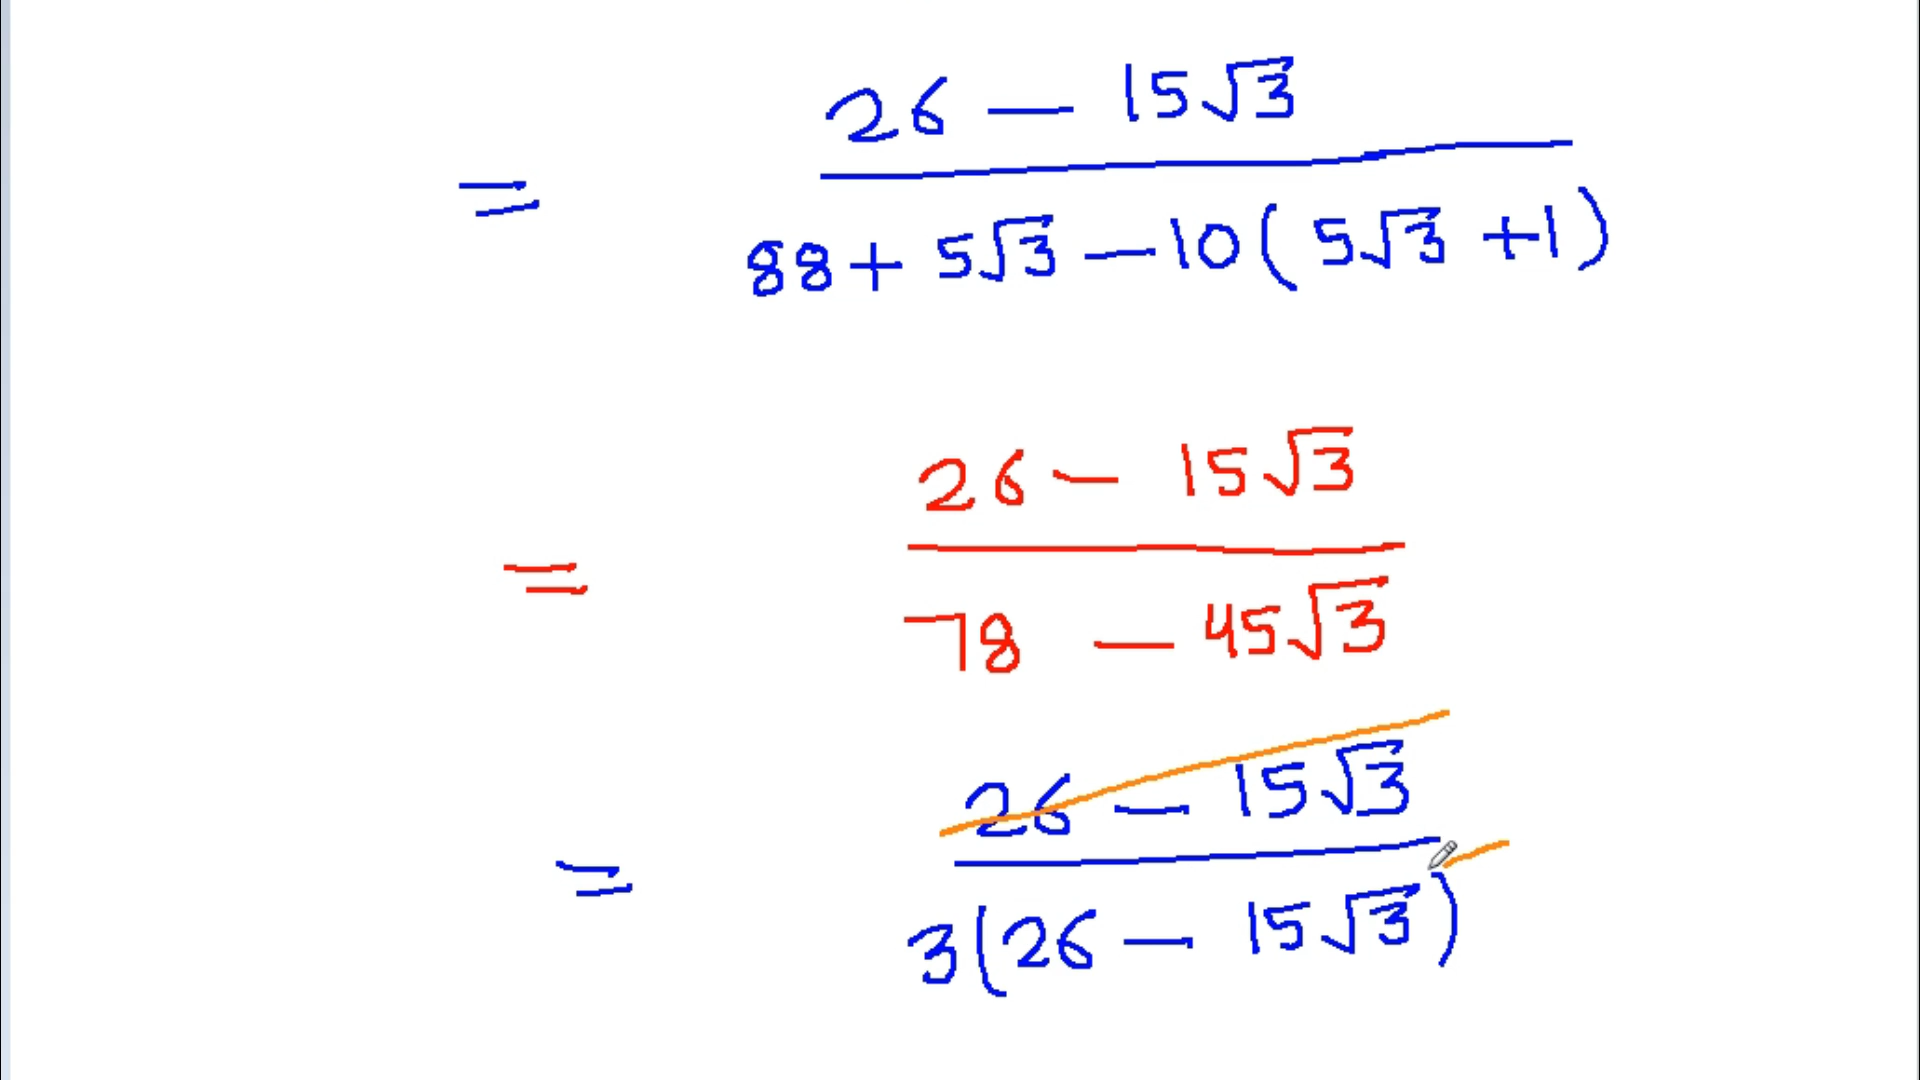 26 - 15√3
=
88 + 5√3 - 10(5√3 + 1)
26 - 15√3
=
78 - 45√3
26 - 15√3
=
3(26 - 15√3)